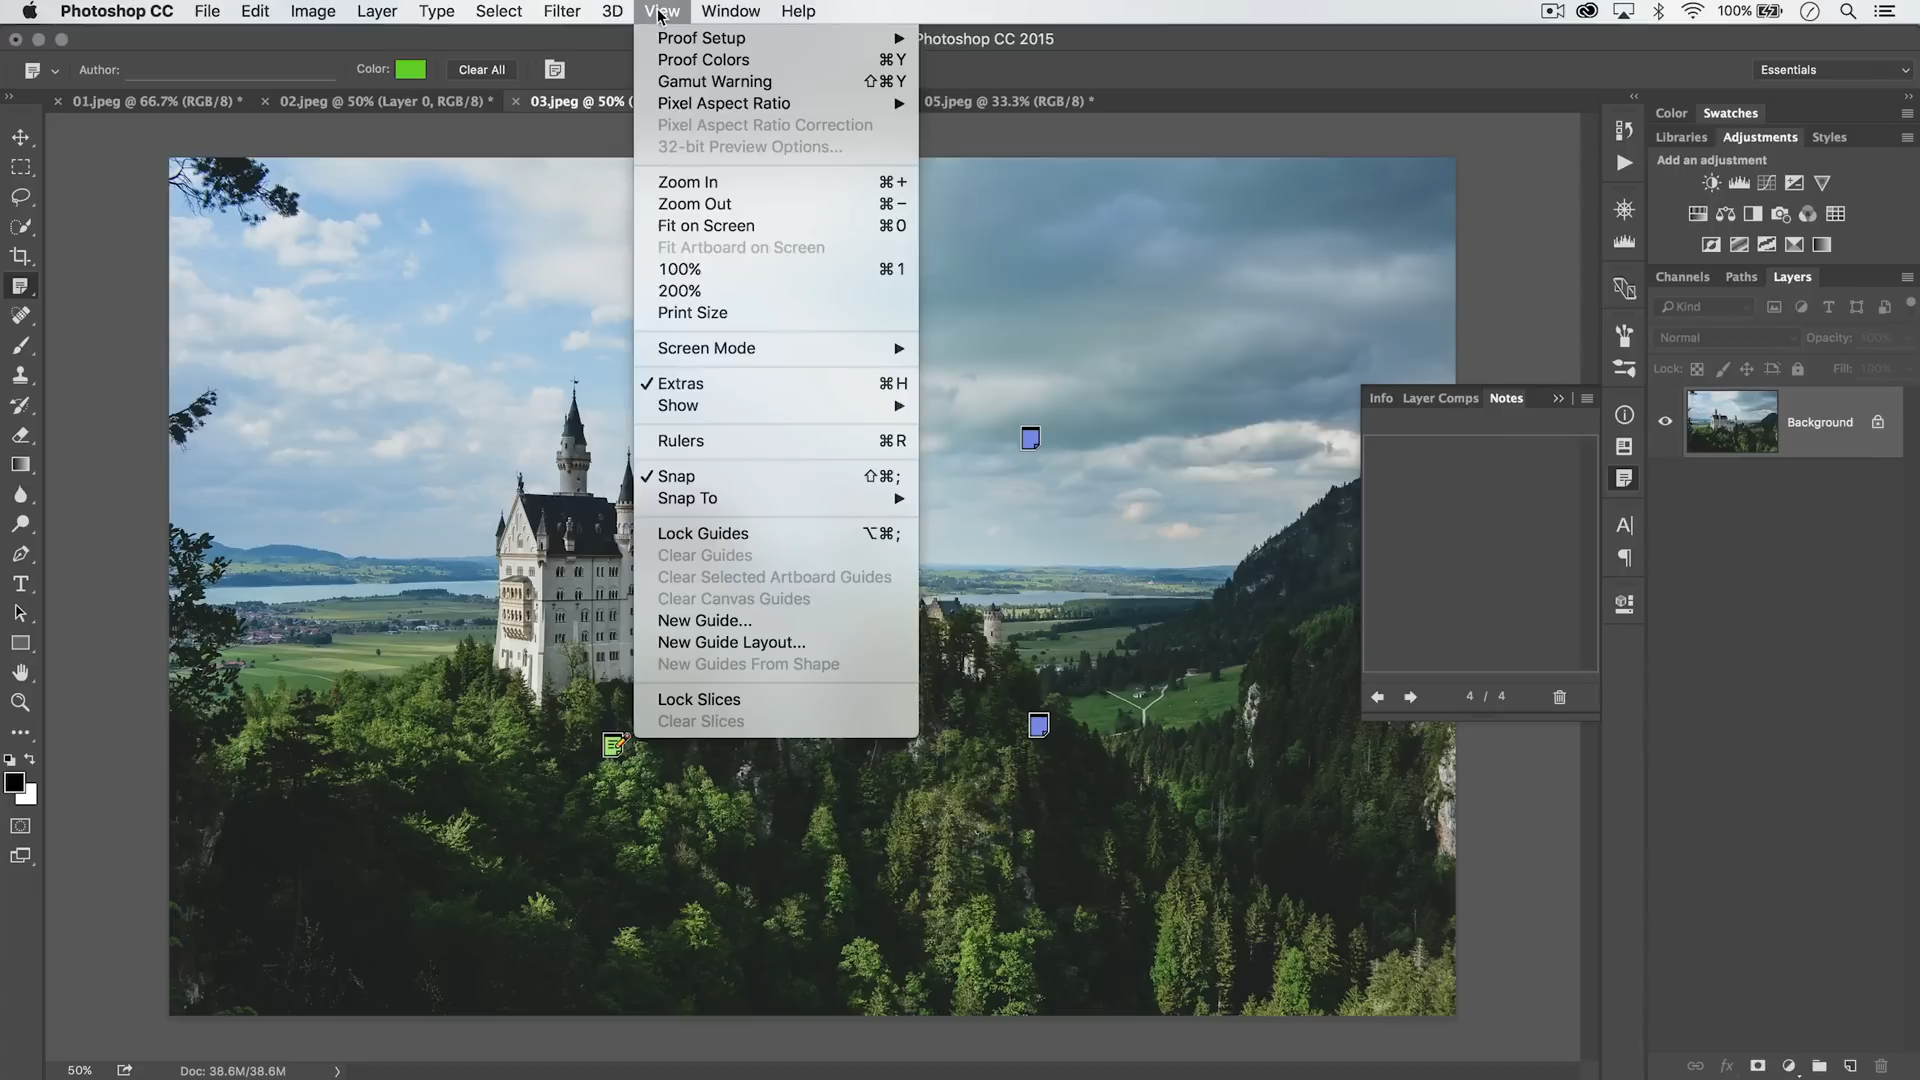 Photoshop CC File Edit Image Layer Type Select Filter 3D View Window Help 100%
Photoshop CC 2015
Author: Color: Clear All Essentials
01.jpeg @ 66.7% (RGB/8) * 02.jpeg @ 50% (Layer 0, RGB/8) * 03.jpeg @ 50% ( 05.jpeg @ 33.3% (RGB/8) *
Proof Setup
Proof Colors ⌘Y
Gamut Warning ⇧⌘Y
Pixel Aspect Ratio
Pixel Aspect Ratio Correction
32-bit Preview Options...
Zoom In ⌘+
Zoom Out ⌘−
Fit on Screen ⌘0
Fit Artboard on Screen
100% ⌘1
200%
Print Size
Screen Mode
✓ Extras ⌘H
Show
Rulers ⌘R
✓ Snap ⇧⌘;
Snap To
Lock Guides ⌥⌘;
Clear Guides
Clear Selected Artboard Guides
Clear Canvas Guides
New Guide...
New Guide Layout...
New Guides From Shape
Lock Slices
Clear Slices
Color Swatches
Libraries Adjustments Styles
Add an adjustment
Channels Paths Layers
Kind
Normal Opacity: 100%
Lock: Fill: 100%
Background
Info Layer Comps Notes
4 / 4
50% Doc: 38.6M/38.6M